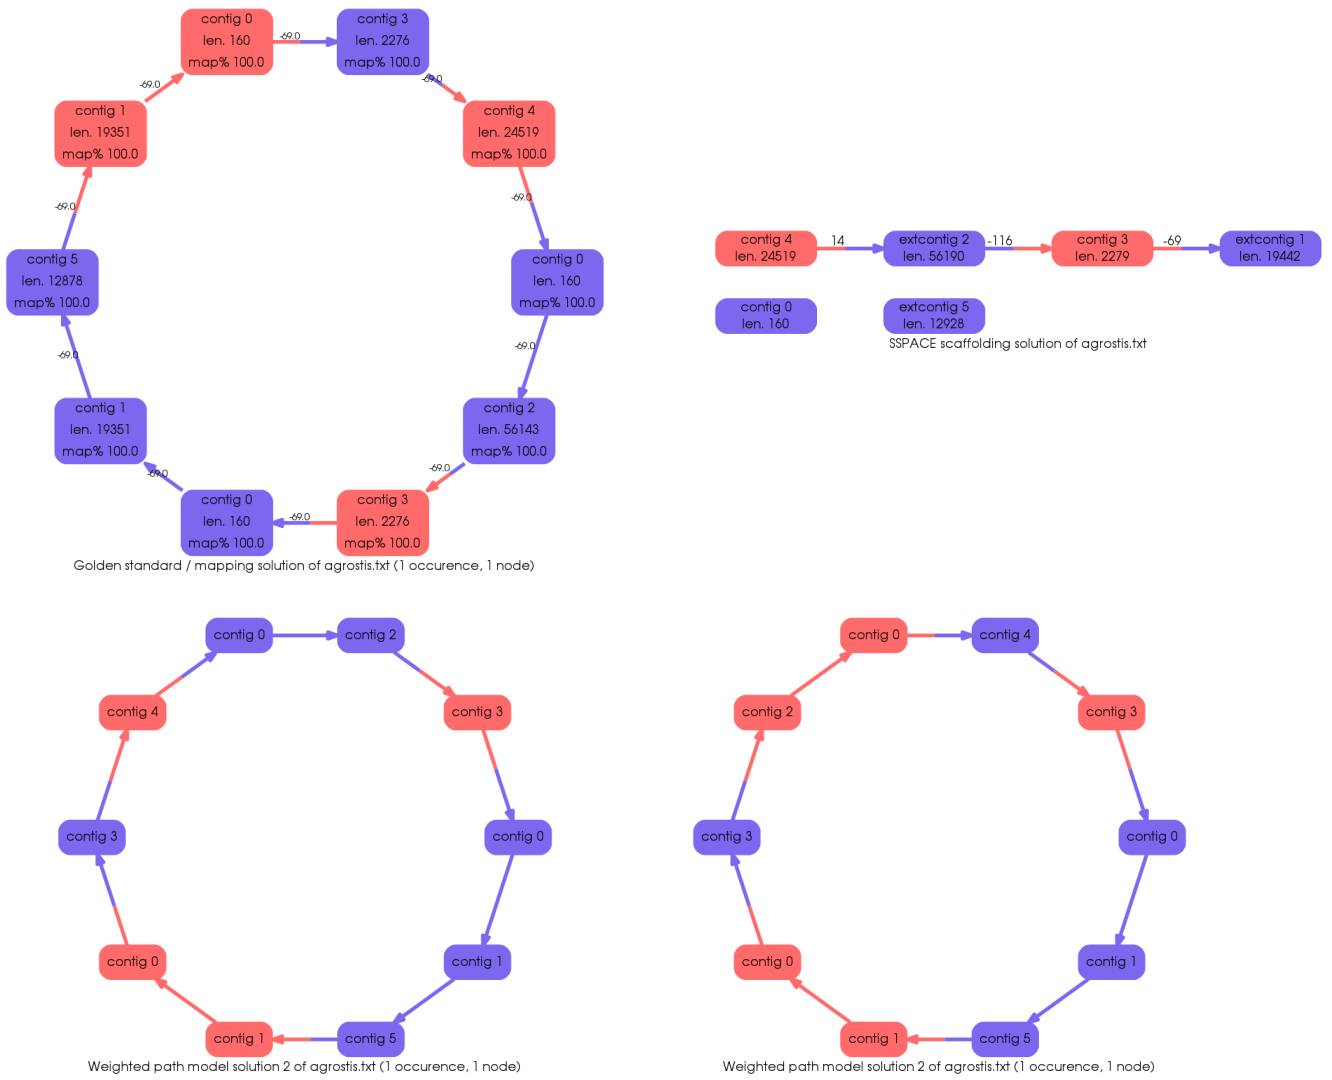 contig 0
len. 160
map% 100.0
-69.0
contig 3
len. 2276
map% 100.0
-69.0
contig 4
len. 24519
map% 100.0
-69.0
contig 0
len. 160
map% 100.0
-69.0
contig 2
len. 56143
map% 100.0
-69.0
contig 3
len. 2276
map% 100.0
-69.0
contig 0
len. 160
map% 100.0
-69.0
contig 1
len. 19351
map% 100.0
-69.0
contig 5
len. 12878
map% 100.0
-69.0
contig 1
len. 19351
map% 100.0
-69.0
Golden standard / mapping solution of agrostis.txt (1 occurence, 1 node)
contig 4
len. 24519
14
extcontig 2
len. 56190
-116
contig 3
len. 2279
-69
extcontig 1
len. 19442
contig 0
len. 160
extcontig 5
len. 12928
SSPACE scaffolding solution of agrostis.txt
contig 0
contig 2
contig 3
contig 0
contig 1
contig 5
contig 1
contig 0
contig 3
contig 4
Weighted path model solution 2 of agrostis.txt (1 occurence, 1 node)
contig 0
contig 4
contig 3
contig 0
contig 1
contig 5
contig 1
contig 0
contig 3
contig 2
Weighted path model solution 2 of agrostis.txt (1 occurence, 1 node)